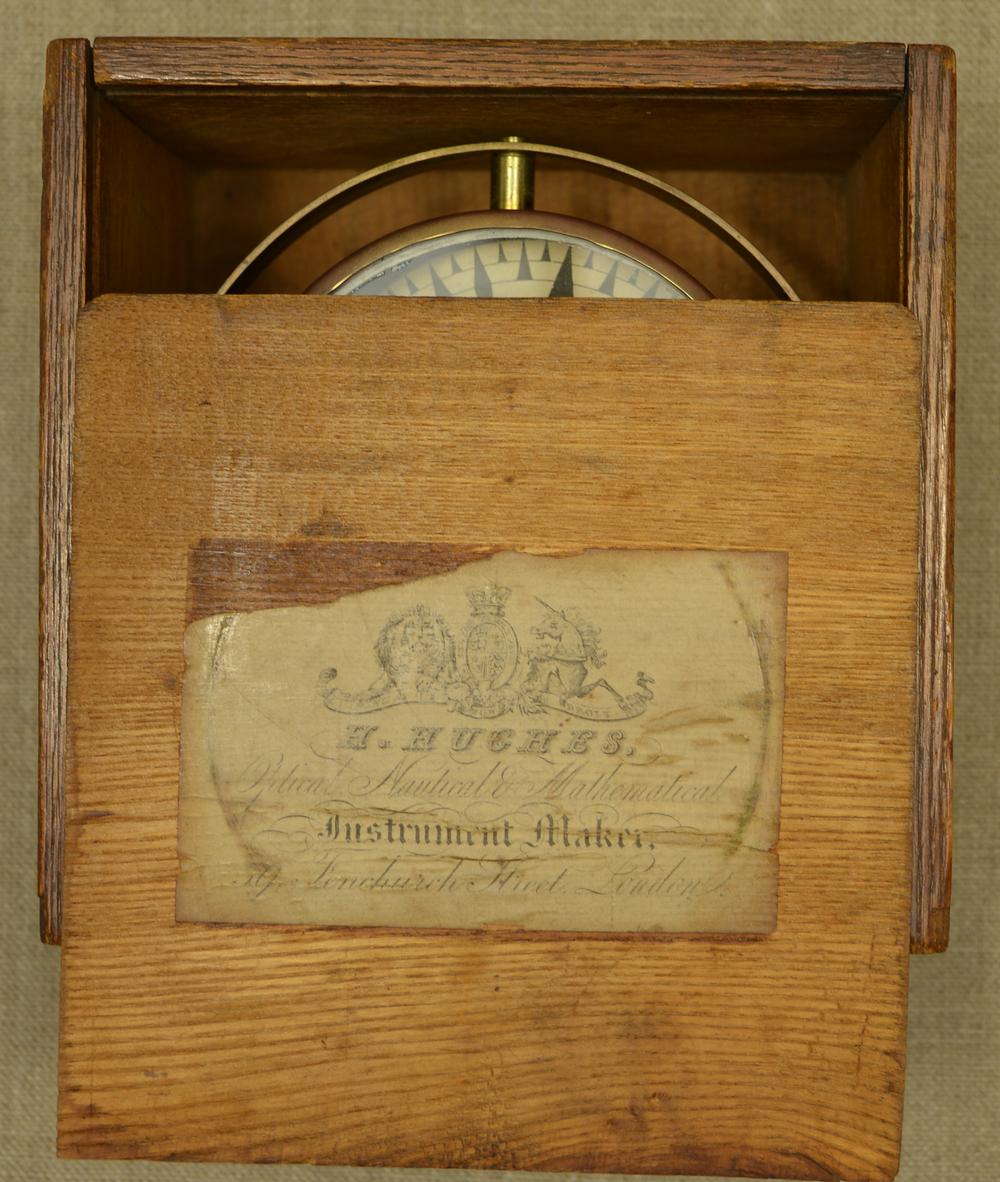 H. HUGHES.
Optical, Nautical & Mathematical
Instrument Maker,
59, Fenchurch Street, London.